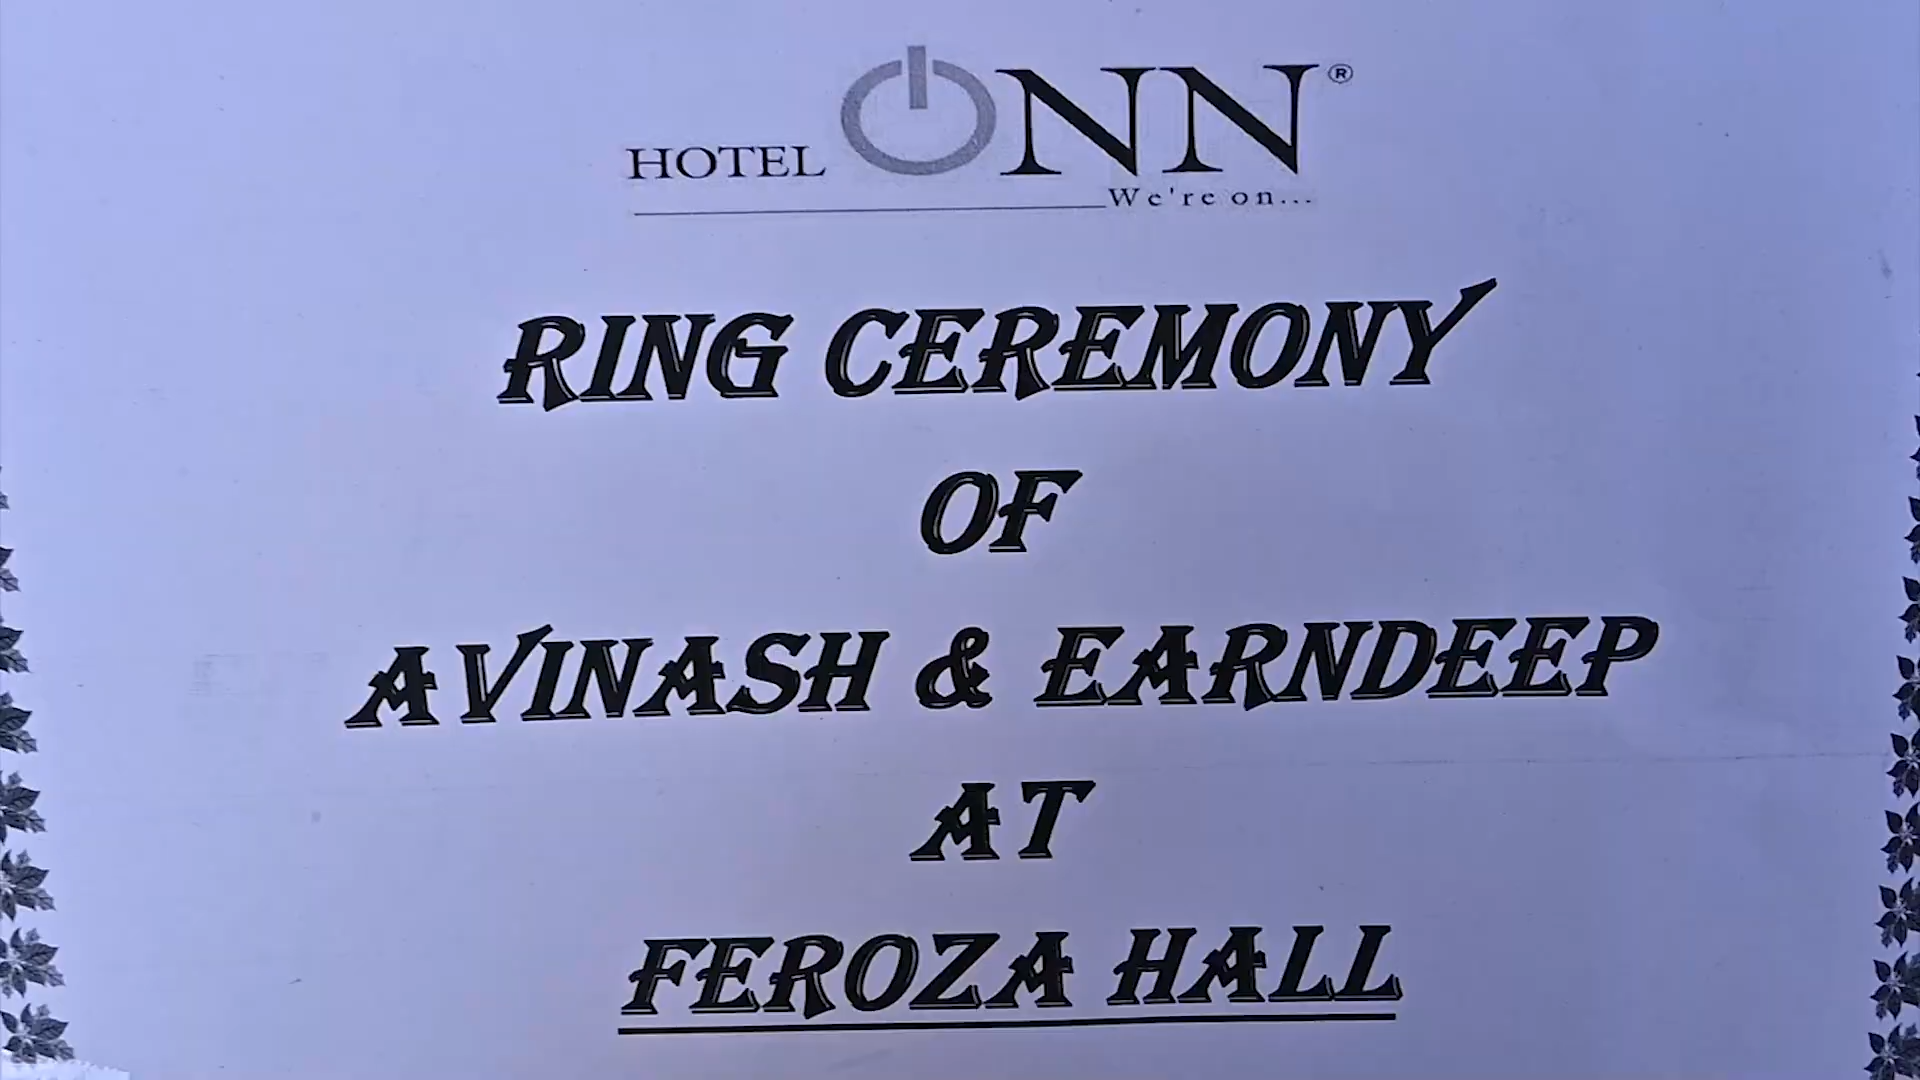 HOTEL ONN®
We're on...
RING CEREMONY
OF
AVINASH & EARNDEEP
AT
FEROZA HALL